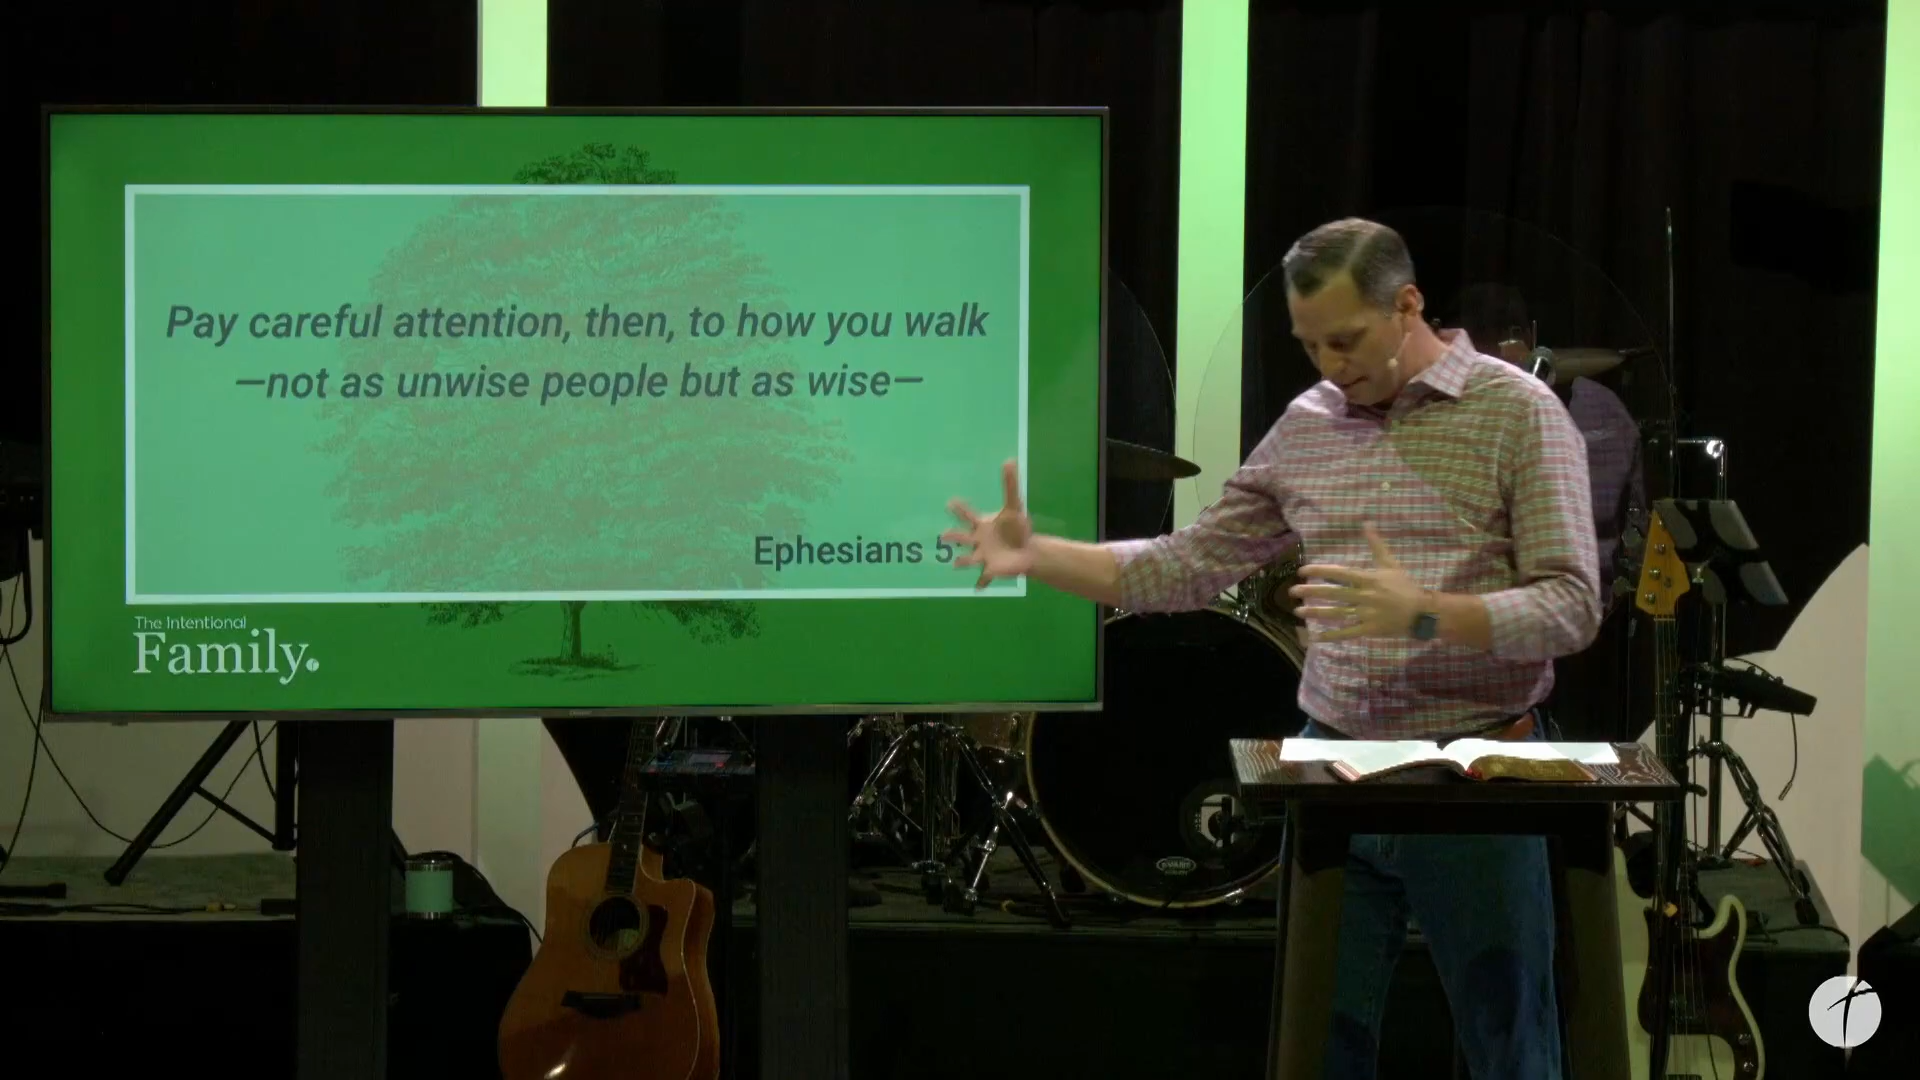 Pay careful attention, then, to how you walk
—not as unwise people but as wise—
Ephesians 5:
The Intentional
Family.
EVANS